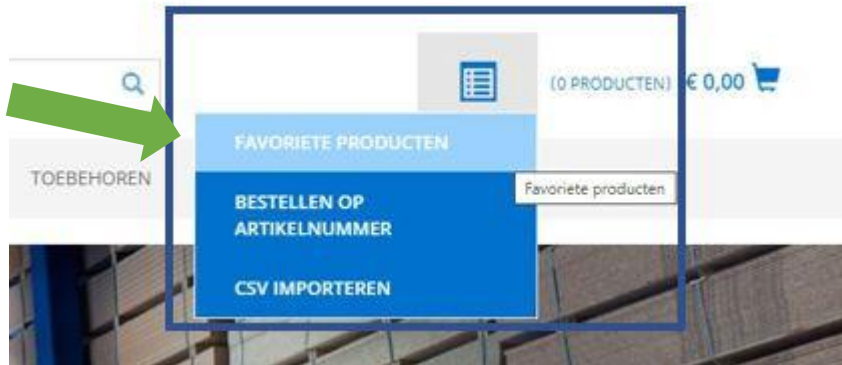 (0 PRODUCTEN) € 0,00
FAVORIETE PRODUCTEN
TOEBEHOREN
Favoriete producten
BESTELLEN OP
ARTIKELNUMMER
CSV IMPORTEREN